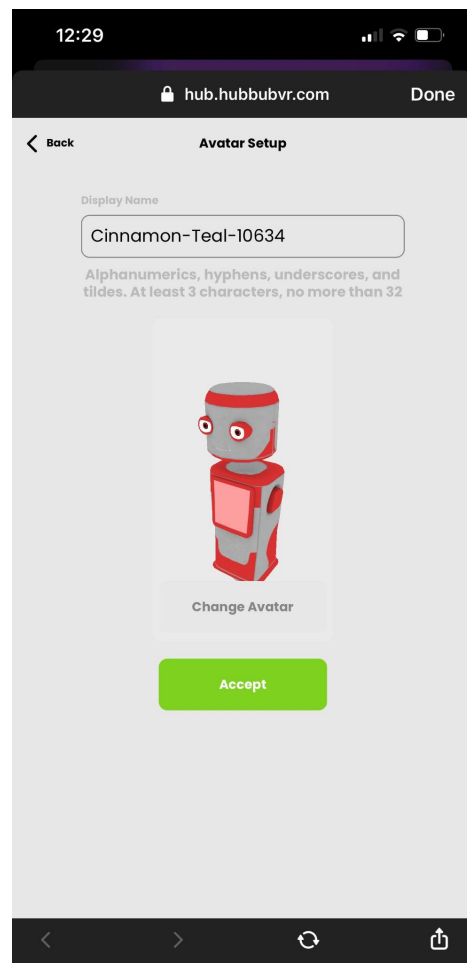 12:29
hub.hubbubvr.com Done
Back Avatar Setup
Display Name
Cinnamon-Teal-10634
Alphanumerics, hyphens, underscores, and
tildes. At least 3 characters, no more than 32
Change Avatar
Accept